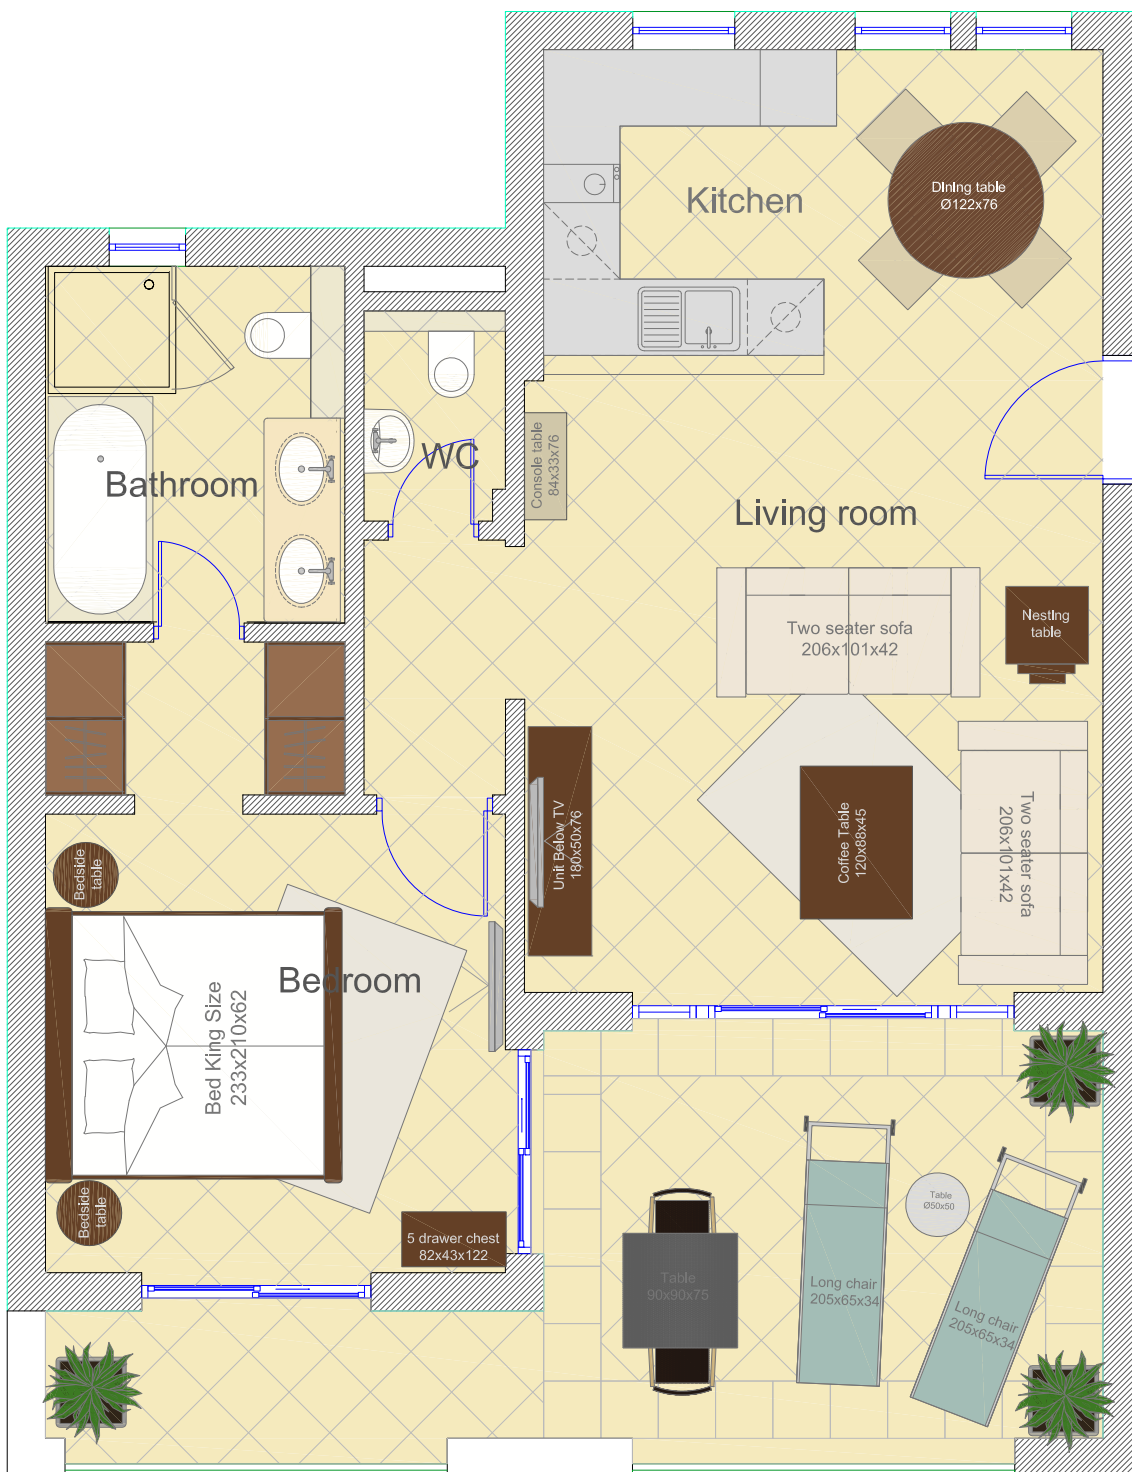 Kitchen
Dining table
Ø122x76
Bathroom
WC
Console table
84x33x76
Living room
Two seater sofa
206x101x42
Nesting
table
Unit Below TV
180x50x76
Coffee Table
120x88x45
Two seater sofa
206x101x42
Bedside
table
Bedroom
Bed King Size
233x210x62
Bedside
table
5 drawer chest
82x43x122
Table
Ø50x50
Table
90x90x75
Long chair
205x65x34
Long chair
205x65x34